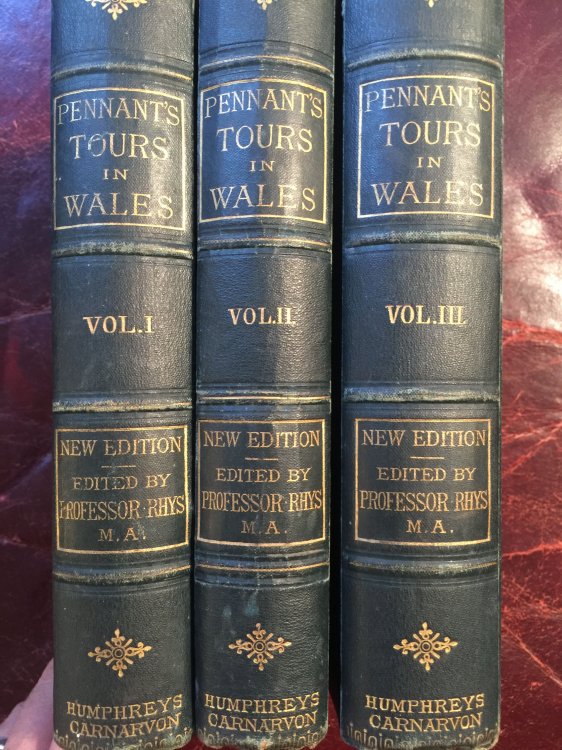 PENNANT'S
TOURS
IN
WALES
VOL.I
NEW EDITION
EDITED BY
PROFESSOR RHYS
M.A.
HUMPHREYS
CARNARVON
PENNANT'S
TOURS
IN
WALES
VOL.II.
NEW EDITION
EDITED BY
PROFESSOR RHYS
M.A.
HUMPHREYS
CARNARVON
PENNANT'S
TOURS
IN
WALES
VOL.III.
NEW EDITION
EDITED BY
PROFESSOR RHYS
M.A.
HUMPHREYS
CARNARVON